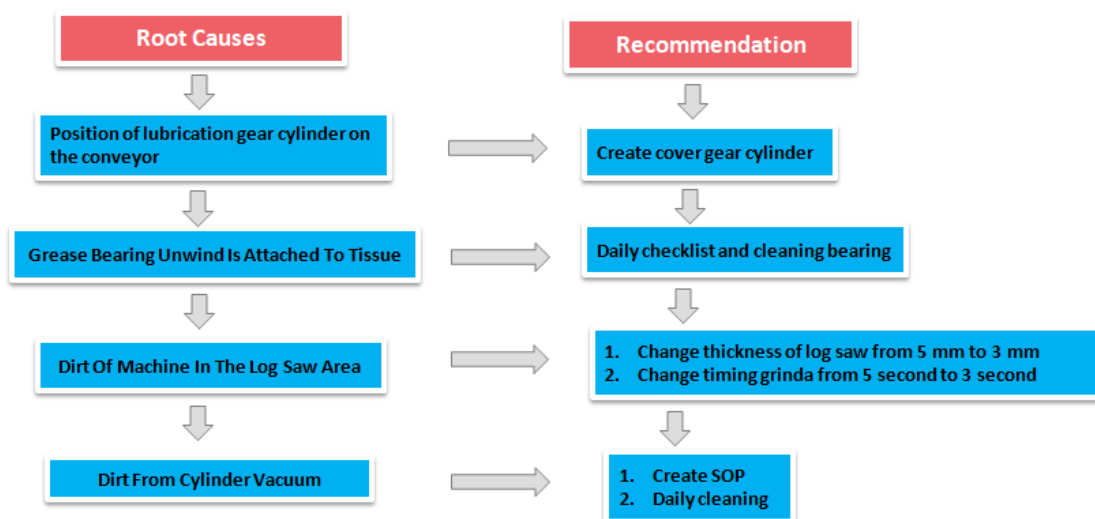 Root Causes
Recommendation
Position of lubrication gear cylinder on
the conveyor
Create cover gear cylinder
Grease Bearing Unwind Is Attached To Tissue
Daily checklist and cleaning bearing
Dirt Of Machine In The Log Saw Area
1. Change thickness of log saw from 5 mm to 3 mm
2. Change timing grinda from 5 second to 3 second
Dirt From Cylinder Vacuum
1. Create SOP
2. Daily cleaning